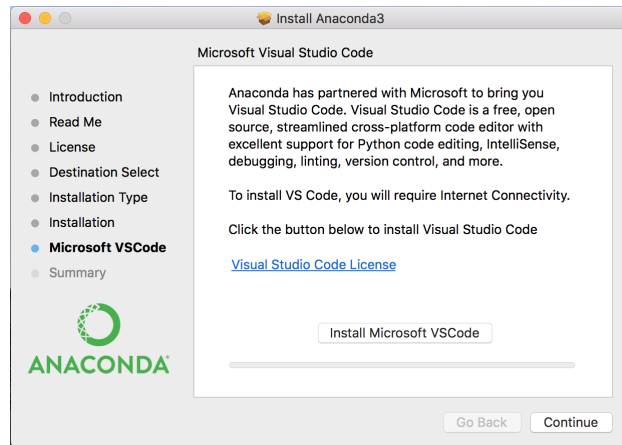 Install Anaconda3
Microsoft Visual Studio Code
Introduction
Read Me
License
Destination Select
Installation Type
Installation
Microsoft VSCode
Summary
ANACONDA
Anaconda has partnered with Microsoft to bring you
Visual Studio Code. Visual Studio Code is a free, open
source, streamlined cross-platform code editor with
excellent support for Python code editing, IntelliSense,
debugging, linting, version control, and more.
To install VS Code, you will require Internet Connectivity.
Click the button below to install Visual Studio Code
Visual Studio Code License
Install Microsoft VSCode
Go Back
Continue